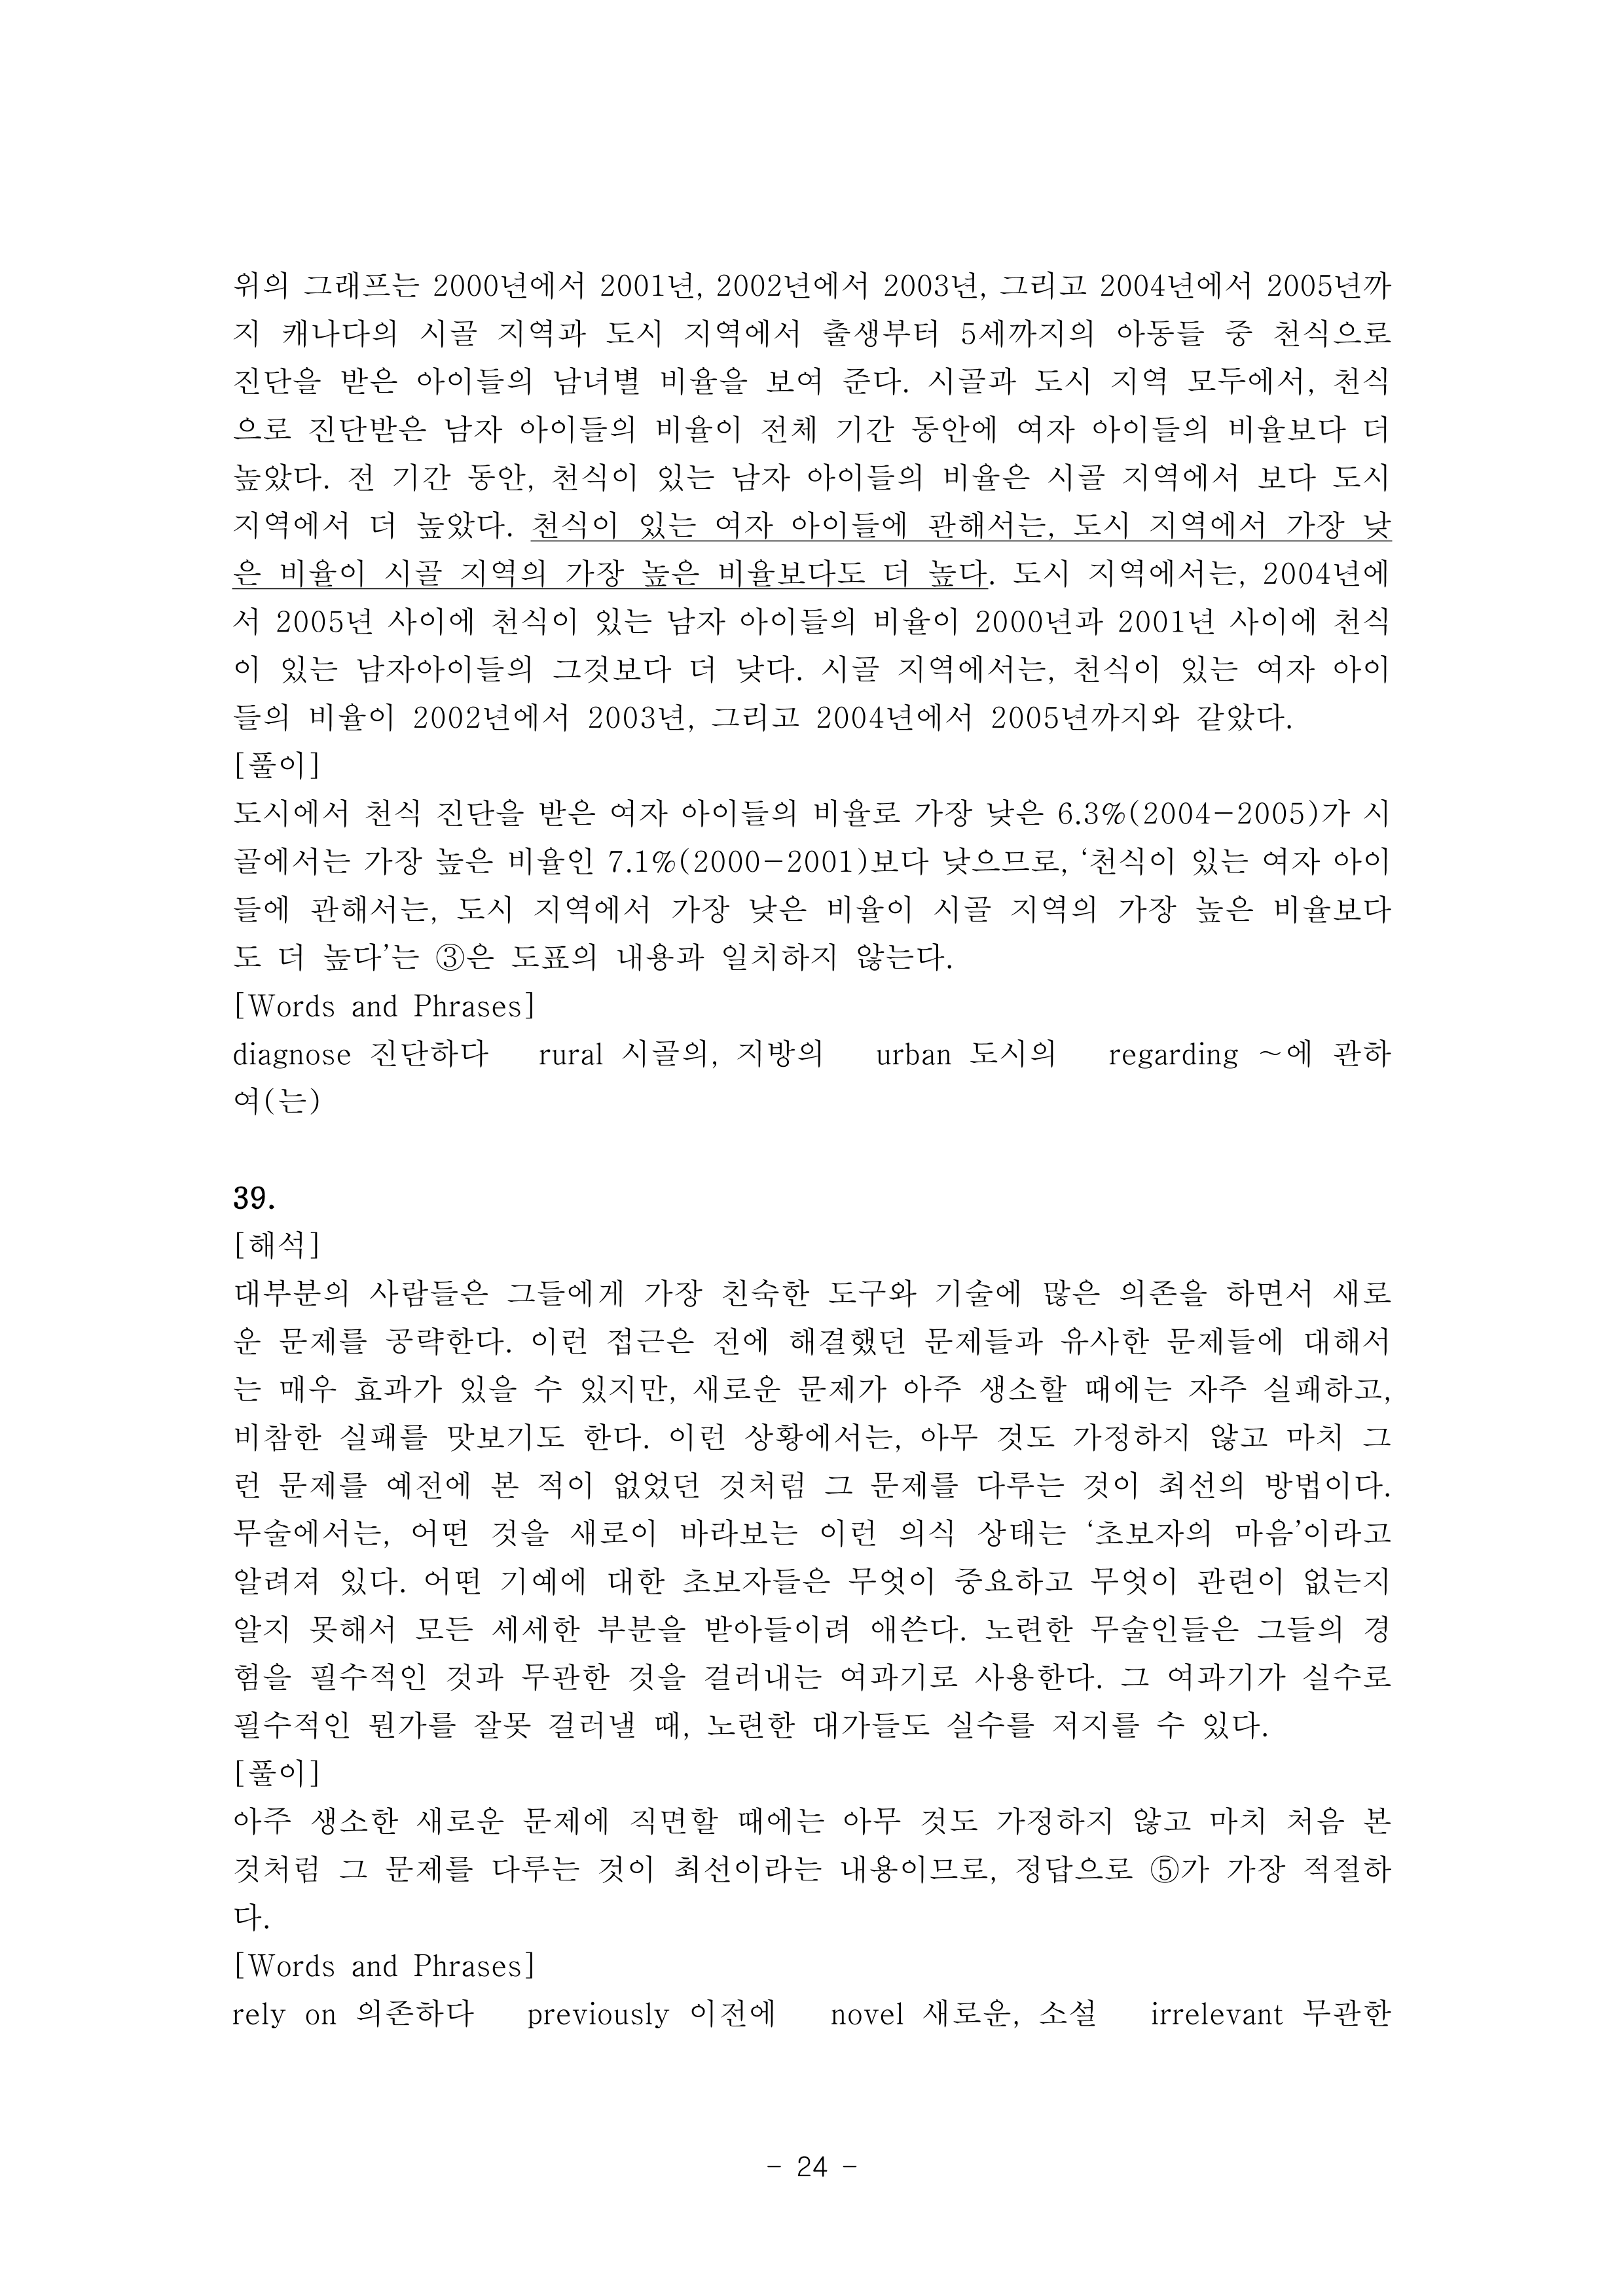 위의 그래프는 2000년에서 2001년, 2002년에서 2003년, 그리고 2004년에서 2005년까
지 캐나다의 시골 지역과 도시 지역에서 출생부터 5세까지의 아동들 중 천식으로
진단을 받은 아이들의 남녀별 비율을 보여 준다. 시골과 도시 지역 모두에서, 천식
으로 진단받은 남자 아이들의 비율이 전체 기간 동안에 여자 아이들의 비율보다 더
높았다. 전 기간 동안, 천식이 있는 남자 아이들의 비율은 시골 지역에서 보다 도시
지역에서 더 높았다. 천식이 있는 여자 아이들에 관해서는, 도시 지역에서 가장 낮
은 비율이 시골 지역의 가장 높은 비율보다도 더 높다. 도시 지역에서는, 2004년에
서 2005년 사이에 천식이 있는 남자 아이들의 비율이 2000년과 2001년 사이에 천식
이 있는 남자아이들의 그것보다 더 낮다. 시골 지역에서는, 천식이 있는 여자 아이
들의 비율이 2002년에서 2003년, 그리고 2004년에서 2005년까지와 같았다.
[풀이]
도시에서 천식 진단을 받은 여자 아이들의 비율로 가장 낮은 6.3%(2004-2005)가 시
골에서는 가장 높은 비율인 7.1%(2000-2001)보다 낮으므로, ‘천식이 있는 여자 아이
들에 관해서는, 도시 지역에서 가장 낮은 비율이 시골 지역의 가장 높은 비율보다
도 더 높다’는 ③은 도표의 내용과 일치하지 않는다.
[Words and Phrases]
diagnose 진단하다 rural 시골의, 지방의 urban 도시의 regarding ~에 관하
여(는)
39.
[해석]
대부분의 사람들은 그들에게 가장 친숙한 도구와 기술에 많은 의존을 하면서 새로
운 문제를 공략한다. 이런 접근은 전에 해결했던 문제들과 유사한 문제들에 대해서
는 매우 효과가 있을 수 있지만, 새로운 문제가 아주 생소할 때에는 자주 실패하고,
비참한 실패를 맛보기도 한다. 이런 상황에서는, 아무 것도 가정하지 않고 마치 그
런 문제를 예전에 본 적이 없었던 것처럼 그 문제를 다루는 것이 최선의 방법이다.
무술에서는, 어떤 것을 새로이 바라보는 이런 의식 상태는 ‘초보자의 마음’이라고
알려져 있다. 어떤 기예에 대한 초보자들은 무엇이 중요하고 무엇이 관련이 없는지
알지 못해서 모든 세세한 부분을 받아들이려 애쓴다. 노련한 무술인들은 그들의 경
험을 필수적인 것과 무관한 것을 걸러내는 여과기로 사용한다. 그 여과기가 실수로
필수적인 뭔가를 잘못 걸러낼 때, 노련한 대가들도 실수를 저지를 수 있다.
[풀이]
아주 생소한 새로운 문제에 직면할 때에는 아무 것도 가정하지 않고 마치 처음 본
것처럼 그 문제를 다루는 것이 최선이라는 내용이므로, 정답으로 ⑤가 가장 적절하
다.
[Words and Phrases]
rely on 의존하다 previously 이전에 novel 새로운, 소설 irrelevant 무관한
- 24 -